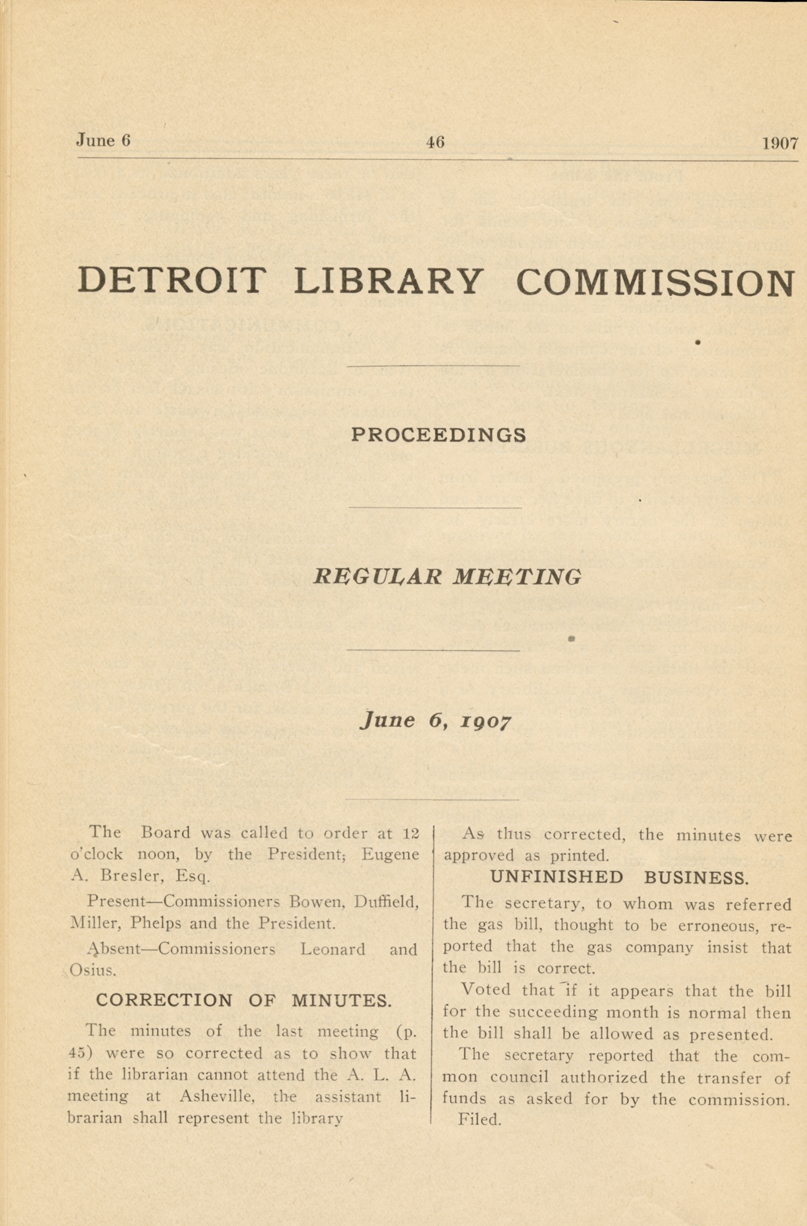 June 6 46 1907
DETROIT LIBRARY COMMISSION
PROCEEDINGS
REGULAR MEETING
June 6, 1907
The Board was called to order at 12
o'clock noon, by the President; Eugene
A. Bresler, Esq.
Present—Commissioners Bowen, Duffield,
Miller, Phelps and the President.
Absent—Commissioners Leonard and
Osius.
CORRECTION OF MINUTES.
The minutes of the last meeting (p.
45) were so corrected as to show that
if the librarian cannot attend the A. L. A.
meeting at Asheville, the assistant li-
brarian shall represent the library
As thus corrected, the minutes were
approved as printed.
UNFINISHED BUSINESS.
The secretary, to whom was referred
the gas bill, thought to be erroneous, re-
ported that the gas company insist that
the bill is correct.
Voted that if it appears that the bill
for the succeeding month is normal then
the bill shall be allowed as presented.
The secretary reported that the com-
mon council authorized the transfer of
funds as asked for by the commission.
Filed.